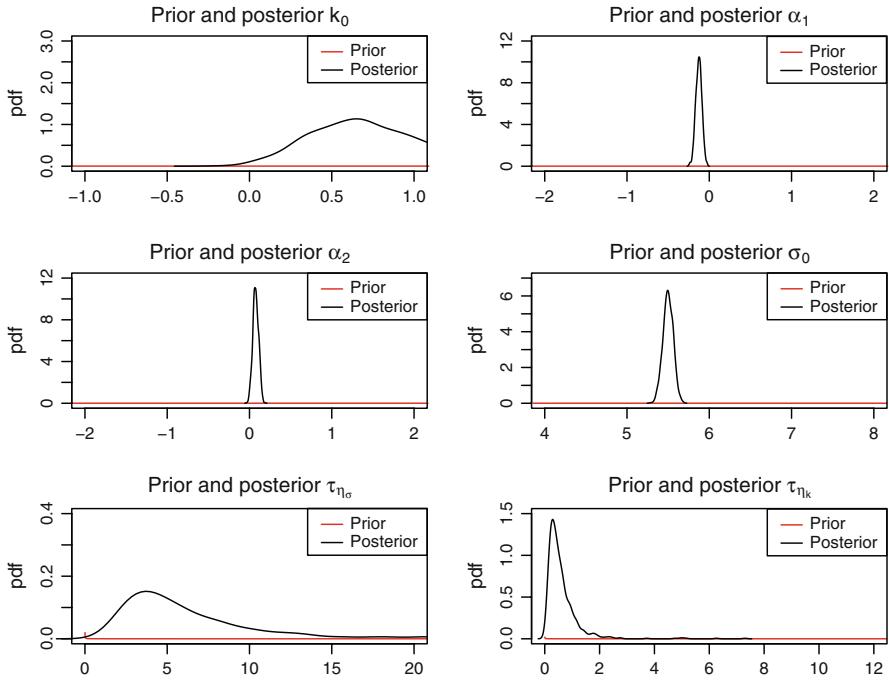 Prior and posterior k₀
pdf
0.0 1.0 2.0 3.0
Prior
Posterior
−1.0 −0.5 0.0 0.5 1.0
Prior and posterior α₁
pdf
0 4 8 12
Prior
Posterior
−2 −1 0 1 2
Prior and posterior α₂
pdf
0 4 8 12
Prior
Posterior
−2 −1 0 1 2
Prior and posterior σ₀
pdf
0 2 4 6
Prior
Posterior
4 5 6 7 8
Prior and posterior τ_ησ
pdf
0.0 0.2 0.4
Prior
Posterior
0 5 10 15 20
Prior and posterior τ_ηk
pdf
0.0 0.5 1.0 1.5
Prior
Posterior
0 2 4 6 8 10 12